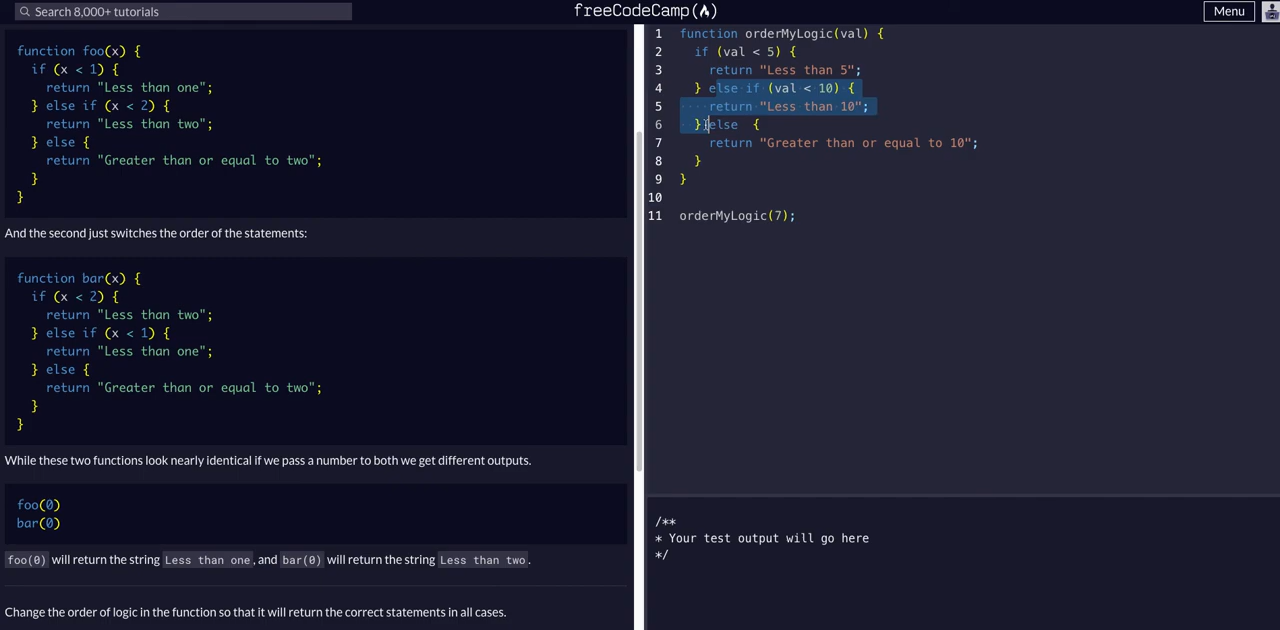 Search 8,000+ tutorials
freeCodeCamp
Menu
function foo(x) {
if (x < 1) {
return "Less than one";
} else if (x < 2) {
return "Less than two";
} else {
return "Greater than or equal to two";
}
}
And the second just switches the order of the statements:
function bar(x) {
if (x < 2) {
return "Less than two";
} else if (x < 1) {
return "Less than one";
} else {
return "Greater than or equal to two";
}
}
While these two functions look nearly identical if we pass a number to both we get different outputs.
foo(0)
bar(0)
foo(0) will return the string Less than one, and bar(0) will return the string Less than two.
Change the order of logic in the function so that it will return the correct statements in all cases.
1 function orderMyLogic(val) {
2 if (val < 5) {
3 return "Less than 5";
4 } else if (val < 10) {
5 return "Less than 10";
6 } else {
7 return "Greater than or equal to 10";
8 }
9 }
10
11 orderMyLogic(7);
/**
* Your test output will go here
*/